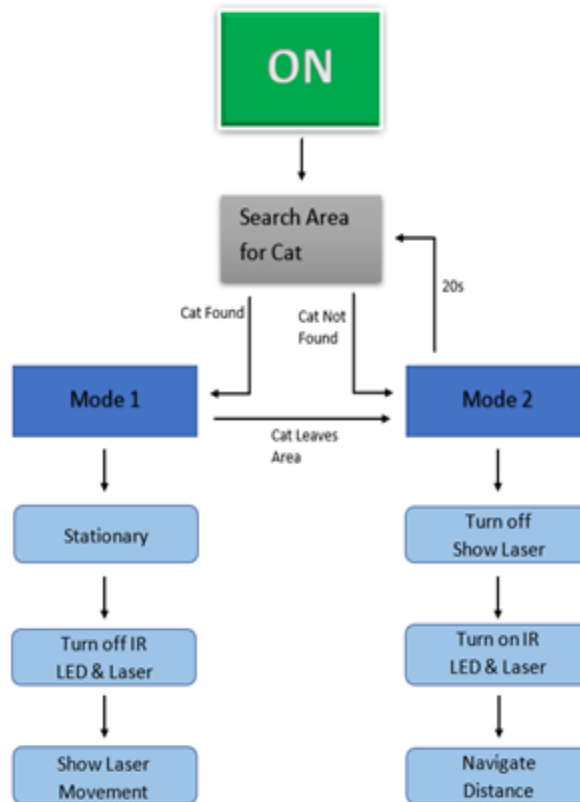 ON
Search Area
for Cat
20s
Cat Found
Cat Not
Found
Mode 1
Mode 2
Cat Leaves
Area
Stationary
Turn off
Show Laser
Turn off IR
LED & Laser
Turn on IR
LED & Laser
Show Laser
Movement
Navigate
Distance